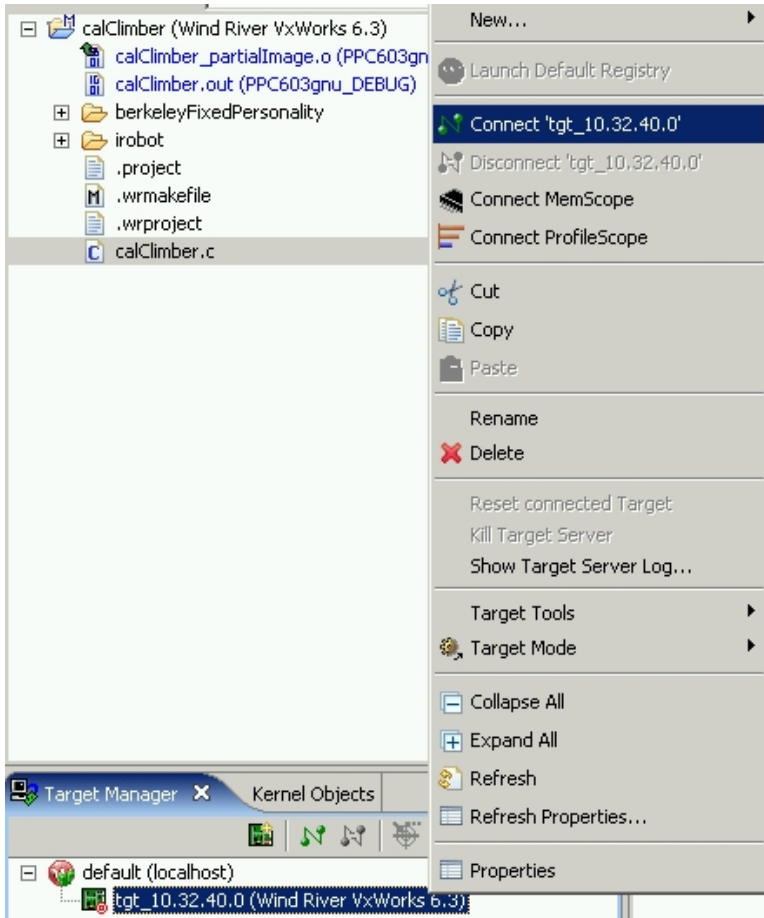 calClimber (Wind River VxWorks 6.3)
calClimber_partialImage.o (PPC603gn
calClimber.out (PPC603gnu_DEBUG)
berkeleyFixedPersonality
irobot
.project
.wrmakefile
.wrproject
calClimber.c
New...
Launch Default Registry
Connect 'tgt_10.32.40.0'
Disconnect 'tgt_10.32.40.0'
Connect MemScope
Connect ProfileScope
Cut
Copy
Paste
Rename
Delete
Reset connected Target
Kill Target Server
Show Target Server Log...
Target Tools
Target Mode
Collapse All
Expand All
Refresh
Refresh Properties...
Properties
Target Manager
Kernel Objects
default (localhost)
tgt_10.32.40.0 (Wind River VxWorks 6.3)